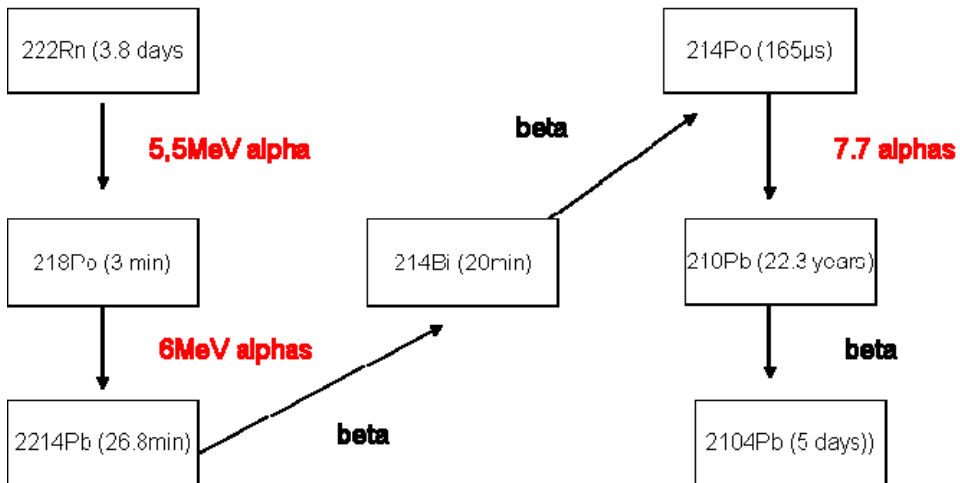 222Rn (3.8 days
214Po (165µs)
beta
5,5MeV alpha
7.7 alphas
218Po (3 min)
214Bi (20min)
210Pb (22.3 years)
6MeV alphas
beta
beta
2214Pb (26.8min)
2104Pb (5 days))